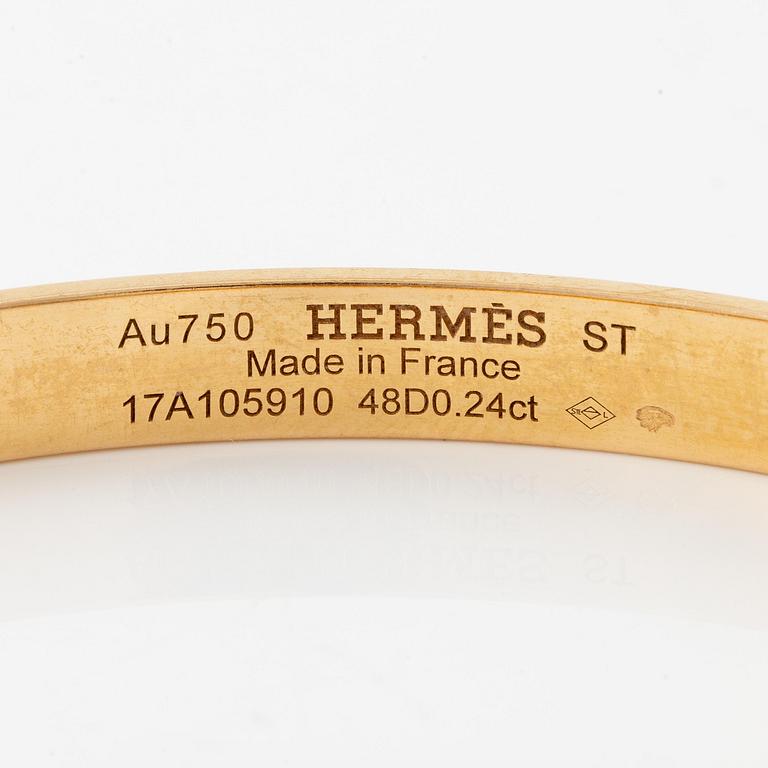 Au750 HERMÈS ST
Made in France
17A105910 48D0.24ct